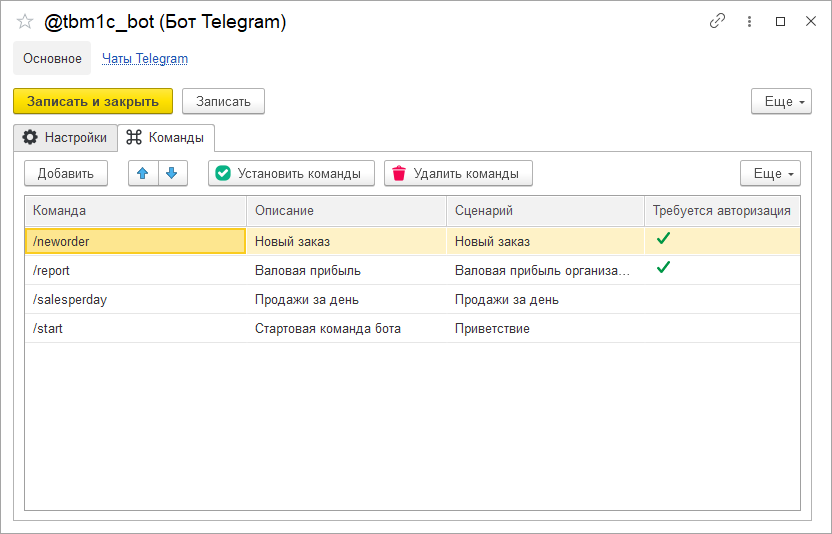 @tbm1c_bot (Бот Telegram)
Основное Чаты Telegram
Записать и закрыть Записать Еще
Настройки Команды
Добавить Установить команды Удалить команды Еще
Команда Описание Сценарий Требуется авторизация
/neworder Новый заказ Новый заказ
/report Валовая прибыль Валовая прибыль организа...
/salesperday Продажи за день Продажи за день
/start Стартовая команда бота Приветствие